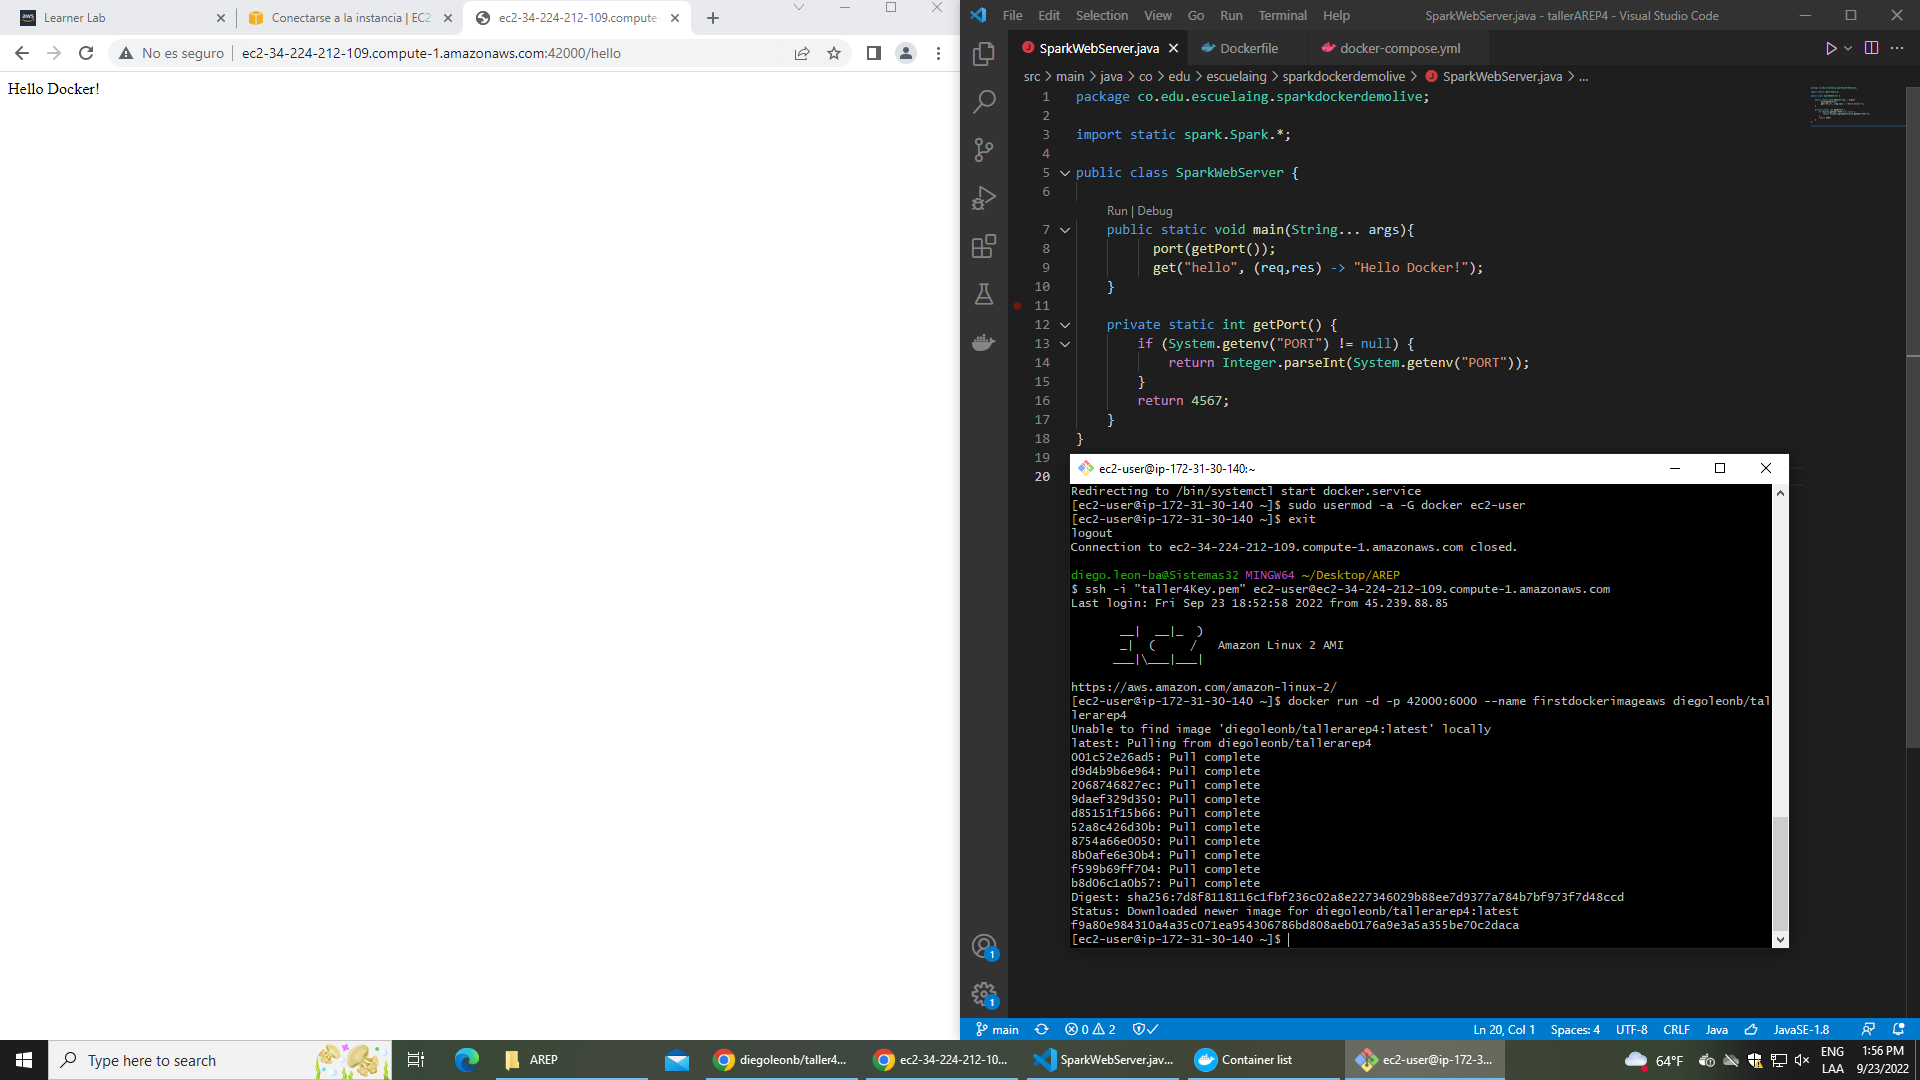 Learner Lab
Conectarse a la instancia | EC2
ec2-34-224-212-109.compute-
No es seguro
ec2-34-224-212-109.compute-1.amazonaws.com:42000/hello
Hello Docker!
File Edit Selection View Go Run Terminal Help
SparkWebServer.java - tallerAREP4 - Visual Studio Code
SparkWebServer.java
Dockerfile
docker-compose.yml
src > main > java > co > edu > escuelaing > sparkdockerdemolive > SparkWebServer.java > ...
1 package co.edu.escuelaing.sparkdockerdemolive;
2
3 import static spark.Spark.*;
4
5 public class SparkWebServer {
6
Run | Debug
7 public static void main(String... args){
8 port(getPort());
9 get("hello", (req,res) -> "Hello Docker!");
10 }
11
12 private static int getPort() {
13 if (System.getenv("PORT") != null) {
14 return Integer.parseInt(System.getenv("PORT"));
15 }
16 return 4567;
17 }
18 }
19
20
ec2-user@ip-172-31-30-140:~
Redirecting to /bin/systemctl start docker.service
[ec2-user@ip-172-31-30-140 ~]$ sudo usermod -a -G docker ec2-user
[ec2-user@ip-172-31-30-140 ~]$ exit
logout
Connection to ec2-34-224-212-109.compute-1.amazonaws.com closed.
diego.leon-ba@Sistemas32 MINGW64 ~/Desktop/AREP
$ ssh -i "taller4Key.pem" ec2-user@ec2-34-224-212-109.compute-1.amazonaws.com
Last login: Fri Sep 23 18:52:58 2022 from 45.239.88.85
__| __|_ )
_| ( / Amazon Linux 2 AMI
___|\___|___|
https://aws.amazon.com/amazon-linux-2/
[ec2-user@ip-172-31-30-140 ~]$ docker run -d -p 42000:6000 --name firstdockerimageaws diegoleonb/tal
lerarep4
Unable to find image 'diegoleonb/tallerarep4:latest' locally
latest: Pulling from diegoleonb/tallerarep4
001c52e26ad5: Pull complete
d9d4b9b6e964: Pull complete
2068746827ec: Pull complete
9daef329d350: Pull complete
d85151f15b66: Pull complete
52a8c426d30b: Pull complete
8754a66e0050: Pull complete
8b0afe6e30b4: Pull complete
f599b69ff704: Pull complete
b8d06c1a0b57: Pull complete
Digest: sha256:7d8f8118116c1fbf236c02a8e227346029b88ee7d9377a784b7bf973f7d48ccd
Status: Downloaded newer image for diegoleonb/tallerarep4:latest
f9a80e984310a4a35c071ea954306786bd808aeb0176a9e3a5a355be70c2daca
[ec2-user@ip-172-31-30-140 ~]$
1
1
main
0 2
Ln 20, Col 1 Spaces: 4 UTF-8 CRLF Java JavaSE-1.8
Type here to search
AREP
diegoleonb/taller4...
ec2-34-224-212-10...
SparkWebServer.jav...
Container list
ec2-user@ip-172-3...
64°F
ENG
LAA
1:56 PM
9/23/2022